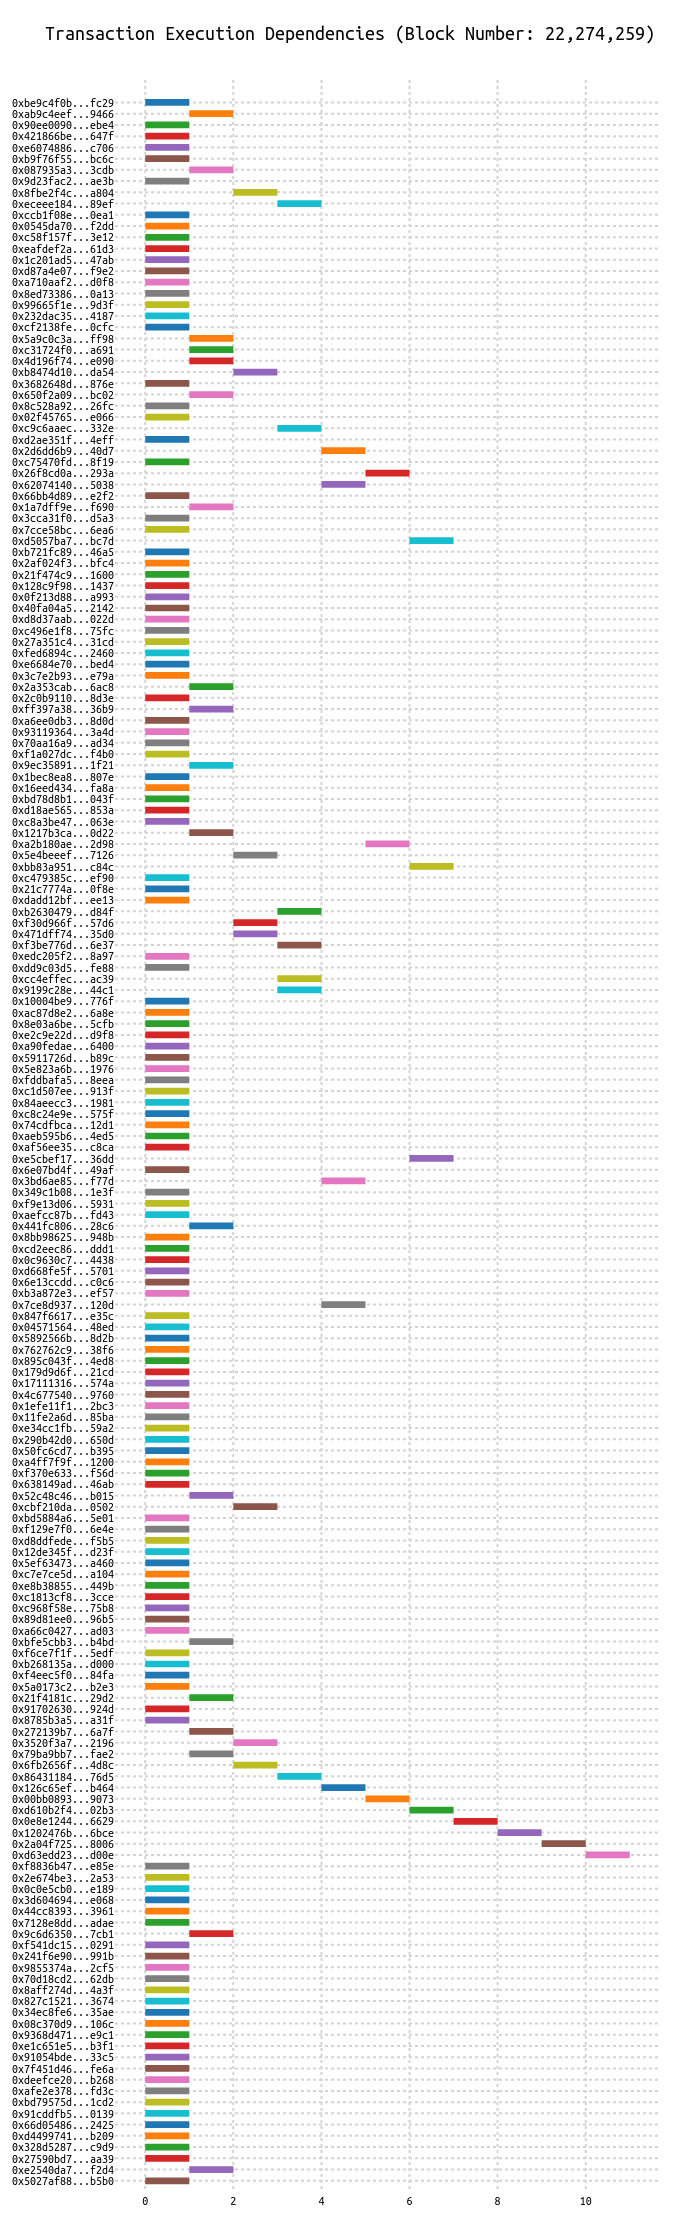 Transaction Execution Dependencies (Block Number: 22,274,259)
0xbe9c4f0b...fc29
0xab9c4eef...9466
0x90ee0090...ebe4
0x421866be...647f
0xe6074886...c706
0xb9f76f55...bc6c
0x087935a3...3cdb
0x9d23fac2...ae3b
0x8fbe2f4c...a804
0xeceee184...89ef
0xccb1f08e...0ea1
0x0545da70...f2dd
0xc58f157f...3e12
0xeafdef2a...61d3
0x1c201ad5...47ab
0xd87a4e07...f9e2
0xa710aaf2...d0f8
0x8ed73386...0a13
0x99665f1e...9d3f
0x232dac35...4187
0xcf2138fe...0cfc
0x5a9c0c3a...ff98
0xc31724f0...a691
0x4d196f74...e090
0xb8474d10...da54
0x3682648d...876e
0x650f2a09...bc02
0x8c528a92...26fc
0x02f45765...e066
0xc9c6aaec...332e
0xd2ae351f...4eff
0x2d6dd6b9...40d7
0xc75470fd...8f19
0x26f8cd0a...293a
0x62074140...5038
0x66bb4d89...e2f2
0x1a7dff9e...f690
0x3cca31f0...d5a3
0x7cce58bc...6ea6
0xd5057ba7...bc7d
0xb721fc89...46a5
0x2af024f3...bfc4
0x21f474c9...1600
0x128c9f98...1437
0x0f213d88...a993
0x40fa04a5...2142
0xd8d37aab...022d
0xc496e1f8...75fc
0x27a351c4...31cd
0xfed6894c...2460
0xe6684e70...bed4
0x3c7e2b93...e79a
0x2a353cab...6ac8
0x2c0b9110...8d3e
0xff397a38...36b9
0xa6ee0db3...8d0d
0x93119364...3a4d
0x70aa16a9...ad34
0xf1a027dc...f4b0
0x9ec35891...1f21
0x1bec8ea8...807e
0x16eed434...fa8a
0xbd78d8b1...043f
0xd18ae565...853a
0xc8a3be47...063e
0x1217b3ca...0d22
0xa2b180ae...2d98
0x5e4beeef...7126
0xbb83a951...c84c
0xc479385c...ef90
0x21c7774a...0f8e
0xdadd12bf...ee13
0xb2630479...d84f
0xf30d966f...57d6
0x471dff74...35d0
0xf3be776d...6e37
0xedc205f2...8a97
0xdd9c03d5...fe88
0xcc4effec...ac39
0x9199c28e...44c1
0x10004be9...776f
0xac87d8e2...6a8e
0x8e03a6be...5cfb
0xe2c9e22d...d9f8
0xa90fedae...6400
0x5911726d...b89c
0x5e823a6b...1976
0xfddbafa5...8eea
0xc1d507ee...913f
0x84aeecc3...1981
0xc8c24e9e...575f
0x74cdfbca...12d1
0xaeb595b6...4ed5
0xaf56ee35...c8ca
0xe5cbef17...36dd
0x6e07bd4f...49af
0x3bd6ae85...f77d
0x349c1b08...1e3f
0xf9e13d06...5931
0xaefcc87b...fd43
0x441fc806...28c6
0x8bb98625...948b
0xcd2eec86...ddd1
0x0c9630c7...4438
0xd668fe5f...5701
0x6e13ccdd...c0c6
0xb3a872e3...ef57
0x7ce8d937...120d
0x847f6617...e35c
0x04571564...48ed
0x5892566b...8d2b
0x762762c9...38f6
0x895c043f...4ed8
0x179d9d6f...21cd
0x17111316...574a
0x4c677540...9760
0x1efe11f1...2bc3
0x11fe2a6d...85ba
0xe34cc1fb...59a2
0x290b42d0...650d
0x50fc6cd7...b395
0xa4ff7f9f...1200
0xf370e633...f56d
0x638149ad...46ab
0x52c48c46...b015
0xcbf210da...0502
0xbd5884a6...5e01
0xf129e7f0...6e4e
0xd8ddfede...f5b5
0x12de345f...d23f
0x5ef63473...a460
0xc7e7ce5d...a104
0xe8b38855...449b
0xc1813cf8...3cce
0xc968f58e...75b8
0x89d81ee0...96b5
0xa66c0427...ad03
0xbfe5cbb3...b4bd
0xf6ce7f1f...5edf
0xb268135a...d000
0xf4eec5f0...84fa
0x5a0173c2...b2e3
0x21f4181c...29d2
0x91702630...924d
0x8785b3a5...a31f
0x272139b7...6a7f
0x3520f3a7...2196
0x79ba9bb7...fae2
0x6fb2656f...4d8c
0x86431184...76d5
0x126c65ef...b464
0x00bb0893...9073
0xd610b2f4...02b3
0x0e8e1244...6629
0x1202476b...6bce
0x2a04f725...8006
0xd63edd23...d00e
0xf8836b47...e85e
0x2e674be3...2a53
0x0c0e5cb0...e189
0x3d604694...e068
0x44cc8393...3961
0x7128e8dd...adae
0x9c6d6350...7cb1
0xf541dc15...0291
0x241f6e90...991b
0x9855374a...2cf5
0x70d18cd2...62db
0x8aff274d...4a3f
0x827c1521...3674
0x34ec8fe6...35ae
0x08c370d9...106c
0x9368d471...e9c1
0xe1c651e5...b3f1
0x91054bde...33c5
0x7f451d46...fe6a
0xdeefce20...b268
0xafe2e378...fd3c
0xbd79575d...1cd2
0x91cddfb5...0139
0x66d05486...2425
0xd4499741...b209
0x328d5287...c9d9
0x27590bd7...aa39
0xe2540da7...f2d4
0x5027af88...b5b0
0 2 4 6 8 10